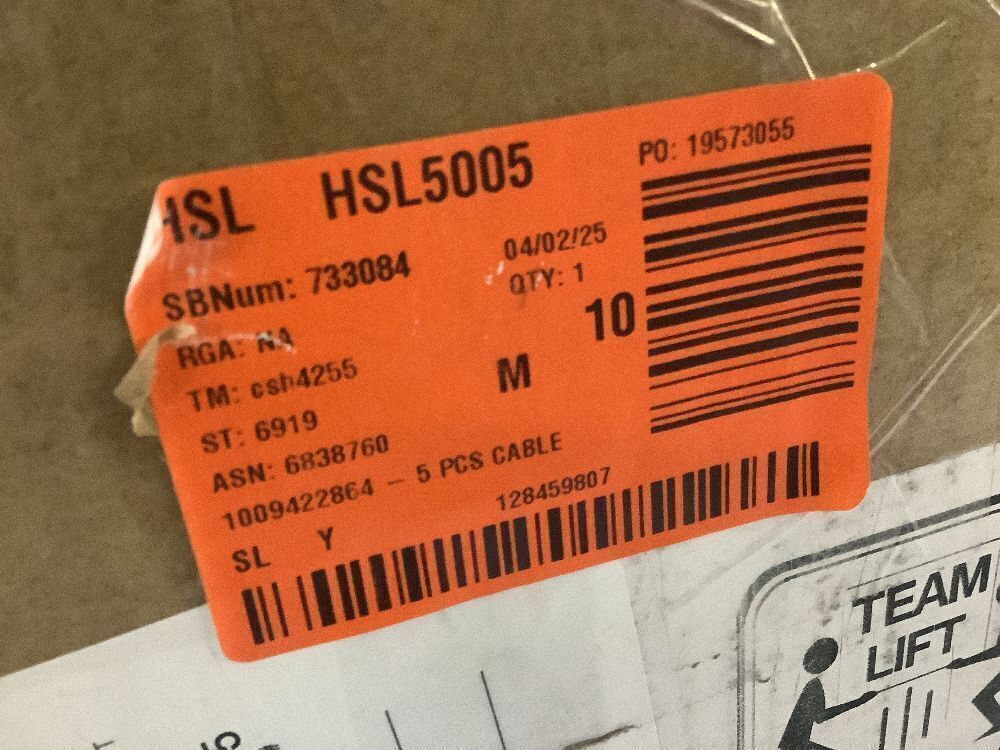 HSL HSL5005 PO: 19573055
SBNum: 733084 04/02/25
RGA: NA QTY: 1
10
TM: csh4255 M
ST: 6919
ASN: 6838760
1009422864 - 5 PCS CABLE
SL Y 128459807
TEAM
LIFT